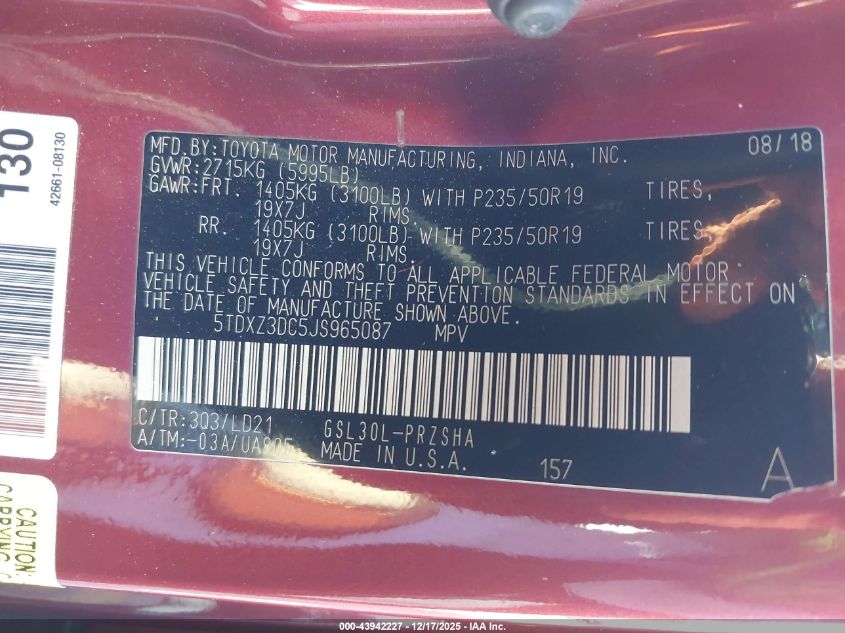 130
42661-08130
MFD.BY:TOYOTA MOTOR MANUFACTURING, INDIANA, INC. 08/18
GVWR:2715KG (5995LB)
GAWR:FRT. 1405KG (3100LB) WITH P235/50R19 TIRES,
19X7J RIMS.
RR. 1405KG (3100LB) WITH P235/50R19 TIRES,
19X7J RIMS.
THIS VEHICLE CONFORMS TO ALL APPLICABLE FEDERAL MOTOR
VEHICLE SAFETY AND THEFT PREVENTION STANDARDS IN EFFECT ON
THE DATE OF MANUFACTURE SHOWN ABOVE.
5TDXZ3DC5JS965087 MPV
C/TR:3Q3/LD21 GSL30L-PRZSHA
A/TM:-03A/ MADE IN U.S.A. 157 A
CAUTION:
CARRYING
000-43942227 - 12/17/2025 - IAA Inc.